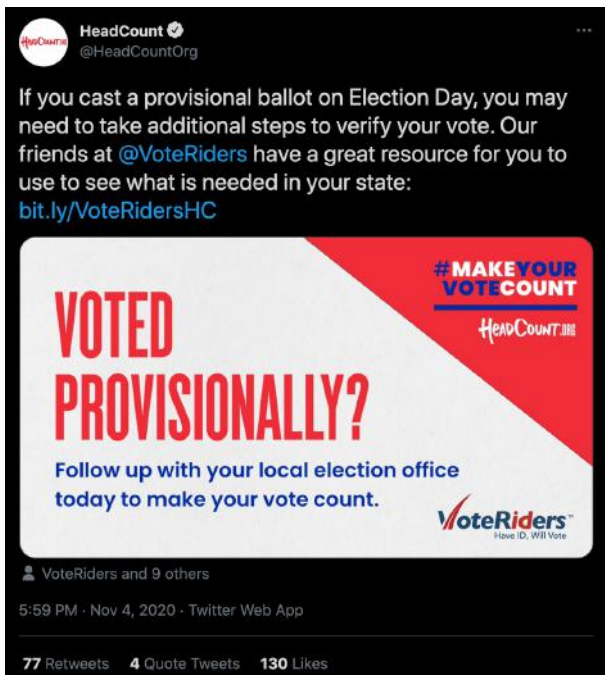 HeadCount
@HeadCountOrg
If you cast a provisional ballot on Election Day, you may
need to take additional steps to verify your vote. Our
friends at @VoteRiders have a great resource for you to
use to see what is needed in your state:
bit.ly/VoteRidersHC
#MAKEYOUR
VOTECOUNT
HEADCOUNT.ORG
VOTED
PROVISIONALLY?
Follow up with your local election office
today to make your vote count.
VoteRiders™
Have ID, Will Vote
VoteRiders and 9 others
5:59 PM · Nov 4, 2020 · Twitter Web App
77 Retweets 4 Quote Tweets 130 Likes